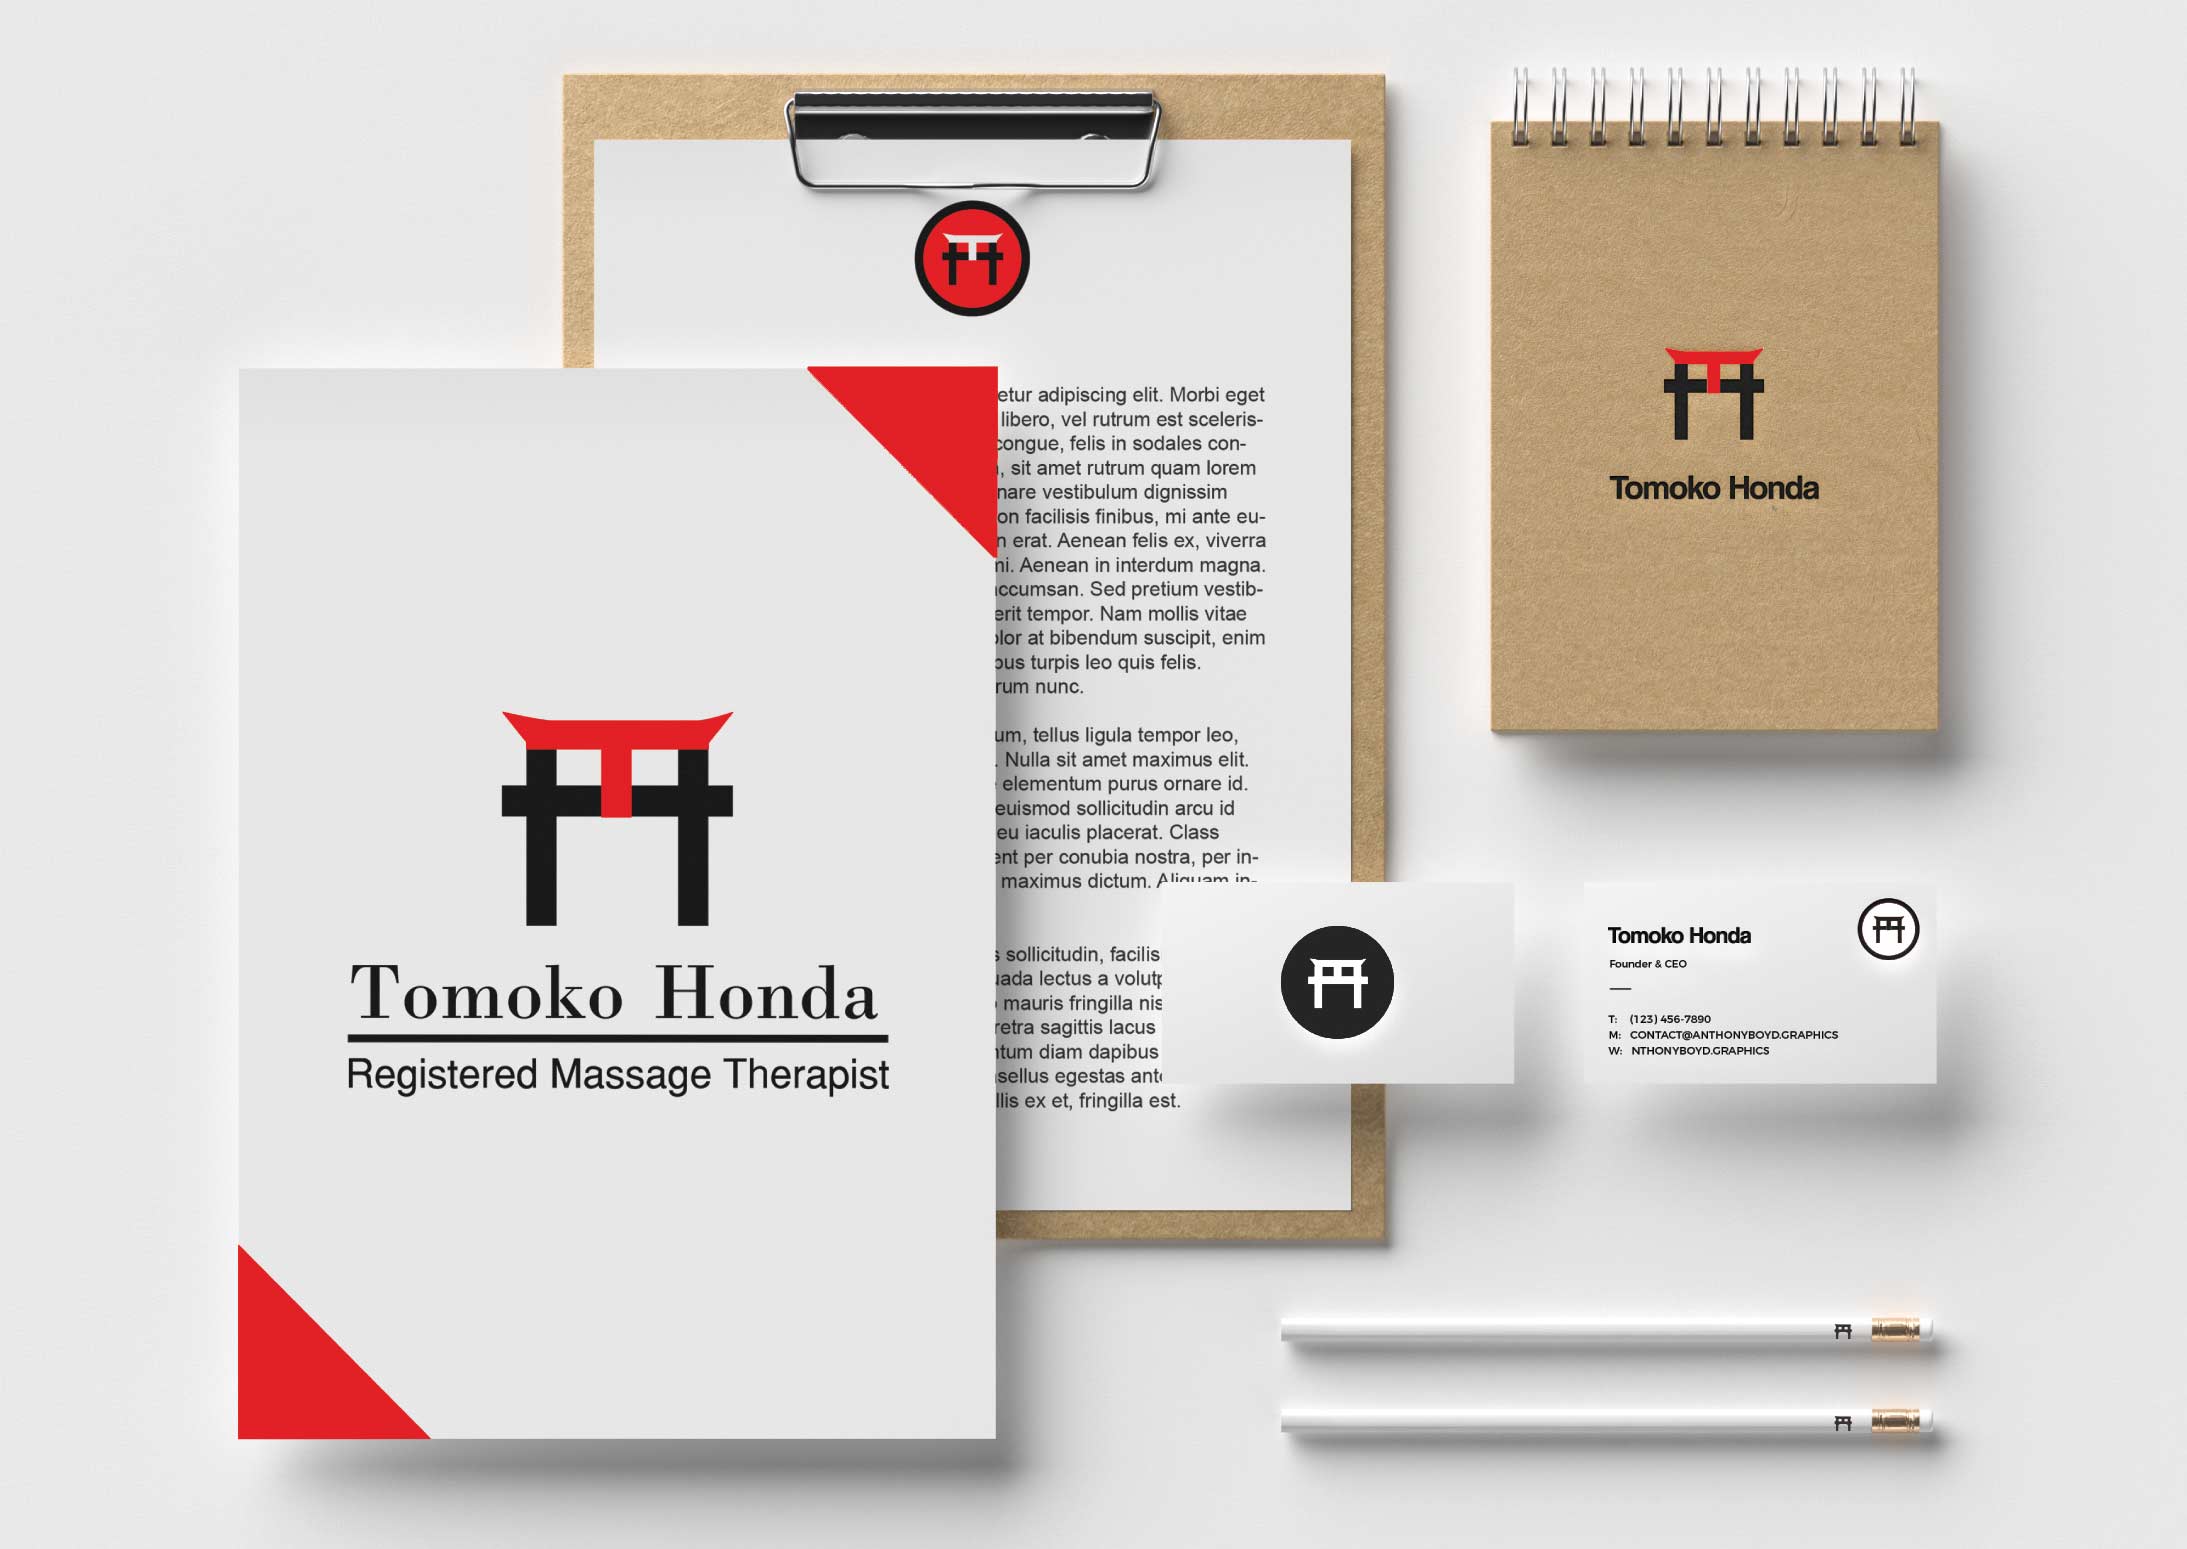 etur adipiscing elit. Morbi eget
libero, vel rutrum est sceleris-
congue, felis in sodales con-
, sit amet rutrum quam lorem
nare vestibulum dignissim
on facilisis finibus, mi ante eu-
n erat. Aenean felis ex, viverra
mi. Aenean in interdum magna.
accumsan. Sed pretium vestib-
erit tempor. Nam mollis vitae
olor at bibendum suscipit, enim
bus turpis leo quis felis.
rum nunc.
um, tellus ligula tempor leo,
. Nulla sit amet maximus elit.
elementum purus ornare id.
euismod sollicitudin arcu id
eu iaculis placerat. Class
ent per conubia nostra, per in-
maximus dictum. Aliquam in-
s sollicitudin, facilis
uada lectus a volutp
mauris fringilla nis
retra sagittis lacus
ntum diam dapibus
asellus egestas ante
llis ex et, fringilla est.
Tomoko Honda
Registered Massage Therapist
Tomoko Honda
Tomoko Honda
Founder & CEO
T: (123) 456-7890
M: CONTACT@ANTHONYBOYD.GRAPHICS
W: NTHONYBOYD.GRAPHICS